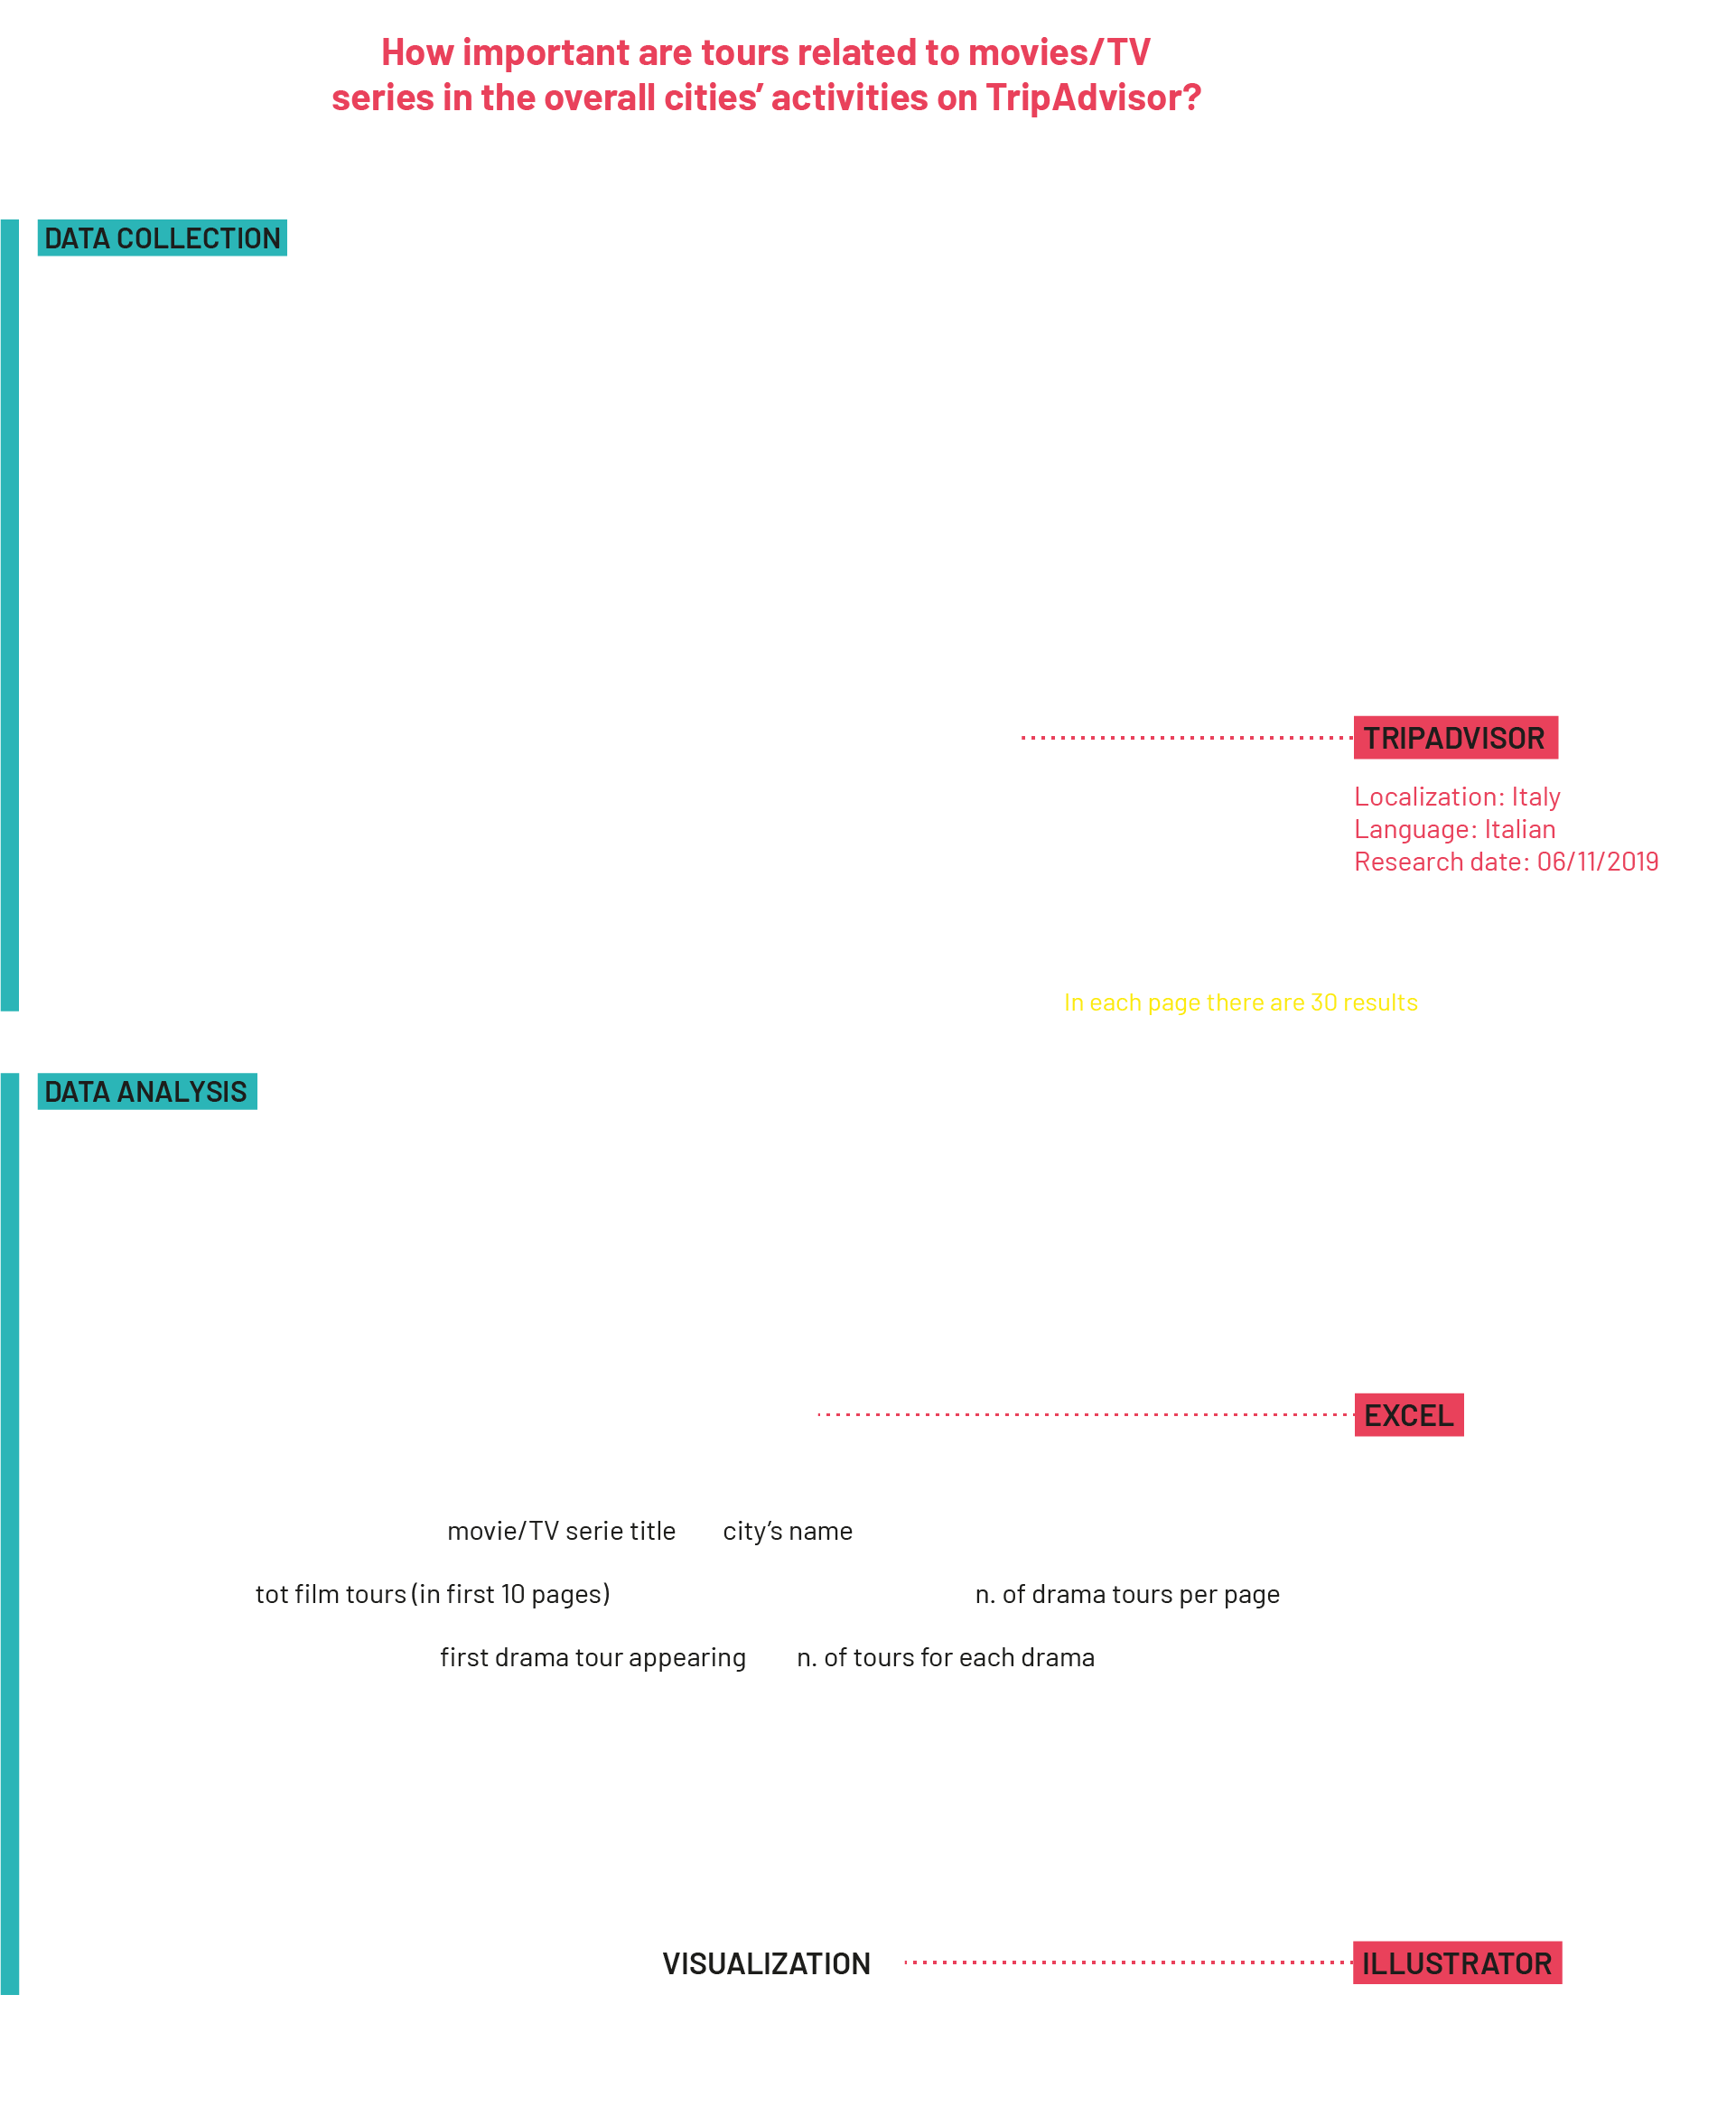 How important are tours related to movies/TV
series in the overall cities’ activities on TripAdvisor?
DATA COLLECTION
TRIPADVISOR
Localization: Italy
Language: Italian
Research date: 06/11/2019
In each page there are 30 results
DATA ANALYSIS
EXCEL
movie/TV serie title
city’s name
tot film tours (in first 10 pages)
n. of drama tours per page
first drama tour appearing
n. of tours for each drama
VISUALIZATION
ILLUSTRATOR